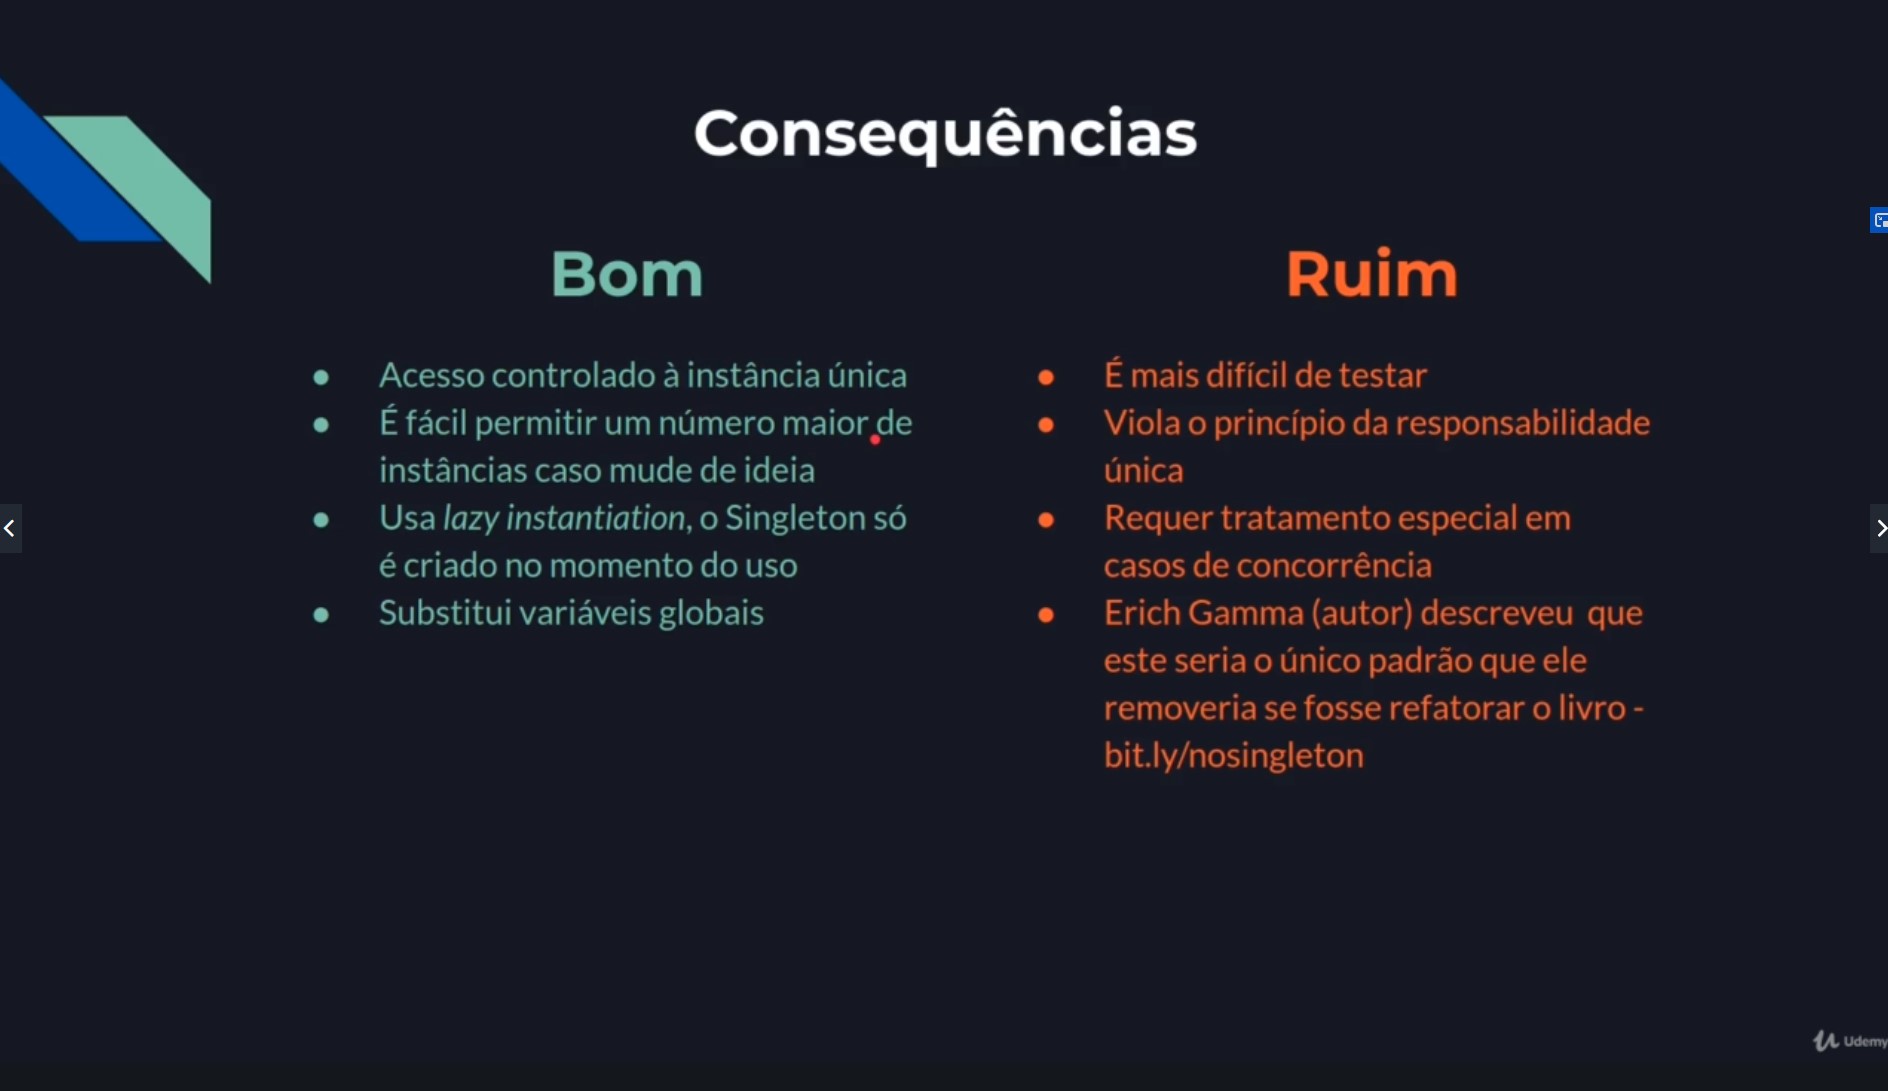 Consequências
Bom
Acesso controlado à instância única
É fácil permitir um número maior de
instâncias caso mude de ideia
Usa lazy instantiation, o Singleton só
é criado no momento do uso
Substitui variáveis globais
Ruim
É mais difícil de testar
Viola o princípio da responsabilidade
única
Requer tratamento especial em
casos de concorrência
Erich Gamma (autor) descreveu que
este seria o único padrão que ele
removeria se fosse refatorar o livro -
bit.ly/nosingleton
Udemy